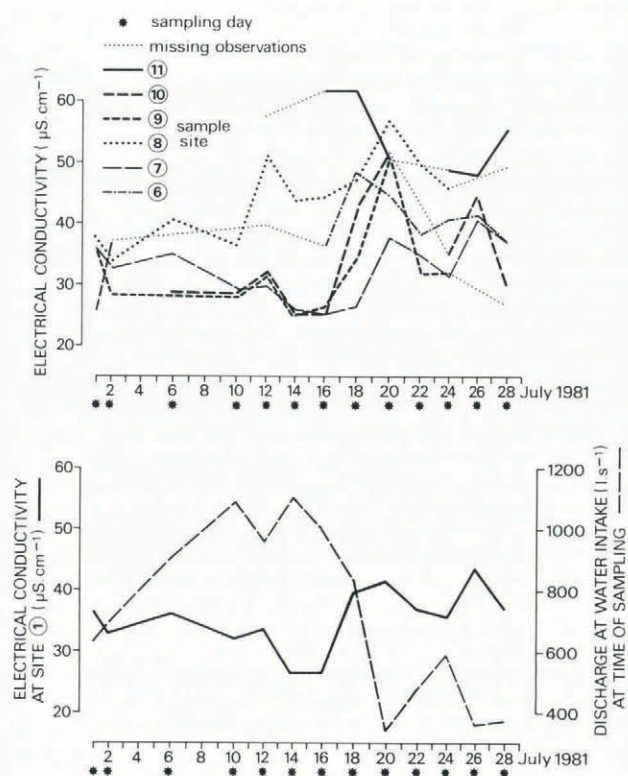 * sampling day
missing observations
11
10
9 sample
8 site
7
6
ELECTRICAL CONDUCTIVITY (μS.cm⁻¹)
60
50
40
30
20
2 4 6 8 10 12 14 16 18 20 22 24 26 28 July 1981
* * * * * * * * * * * *
ELECTRICAL CONDUCTIVITY
AT SITE 1 (μS.cm⁻¹)
60
50
40
30
20
1200
1000
800
600
400
DISCHARGE AT WATER INTAKE (l.s⁻¹)
AT TIME OF SAMPLING
2 4 6 8 10 12 14 16 18 20 22 24 26 28 July 1981
* * * * * * * * * * * *